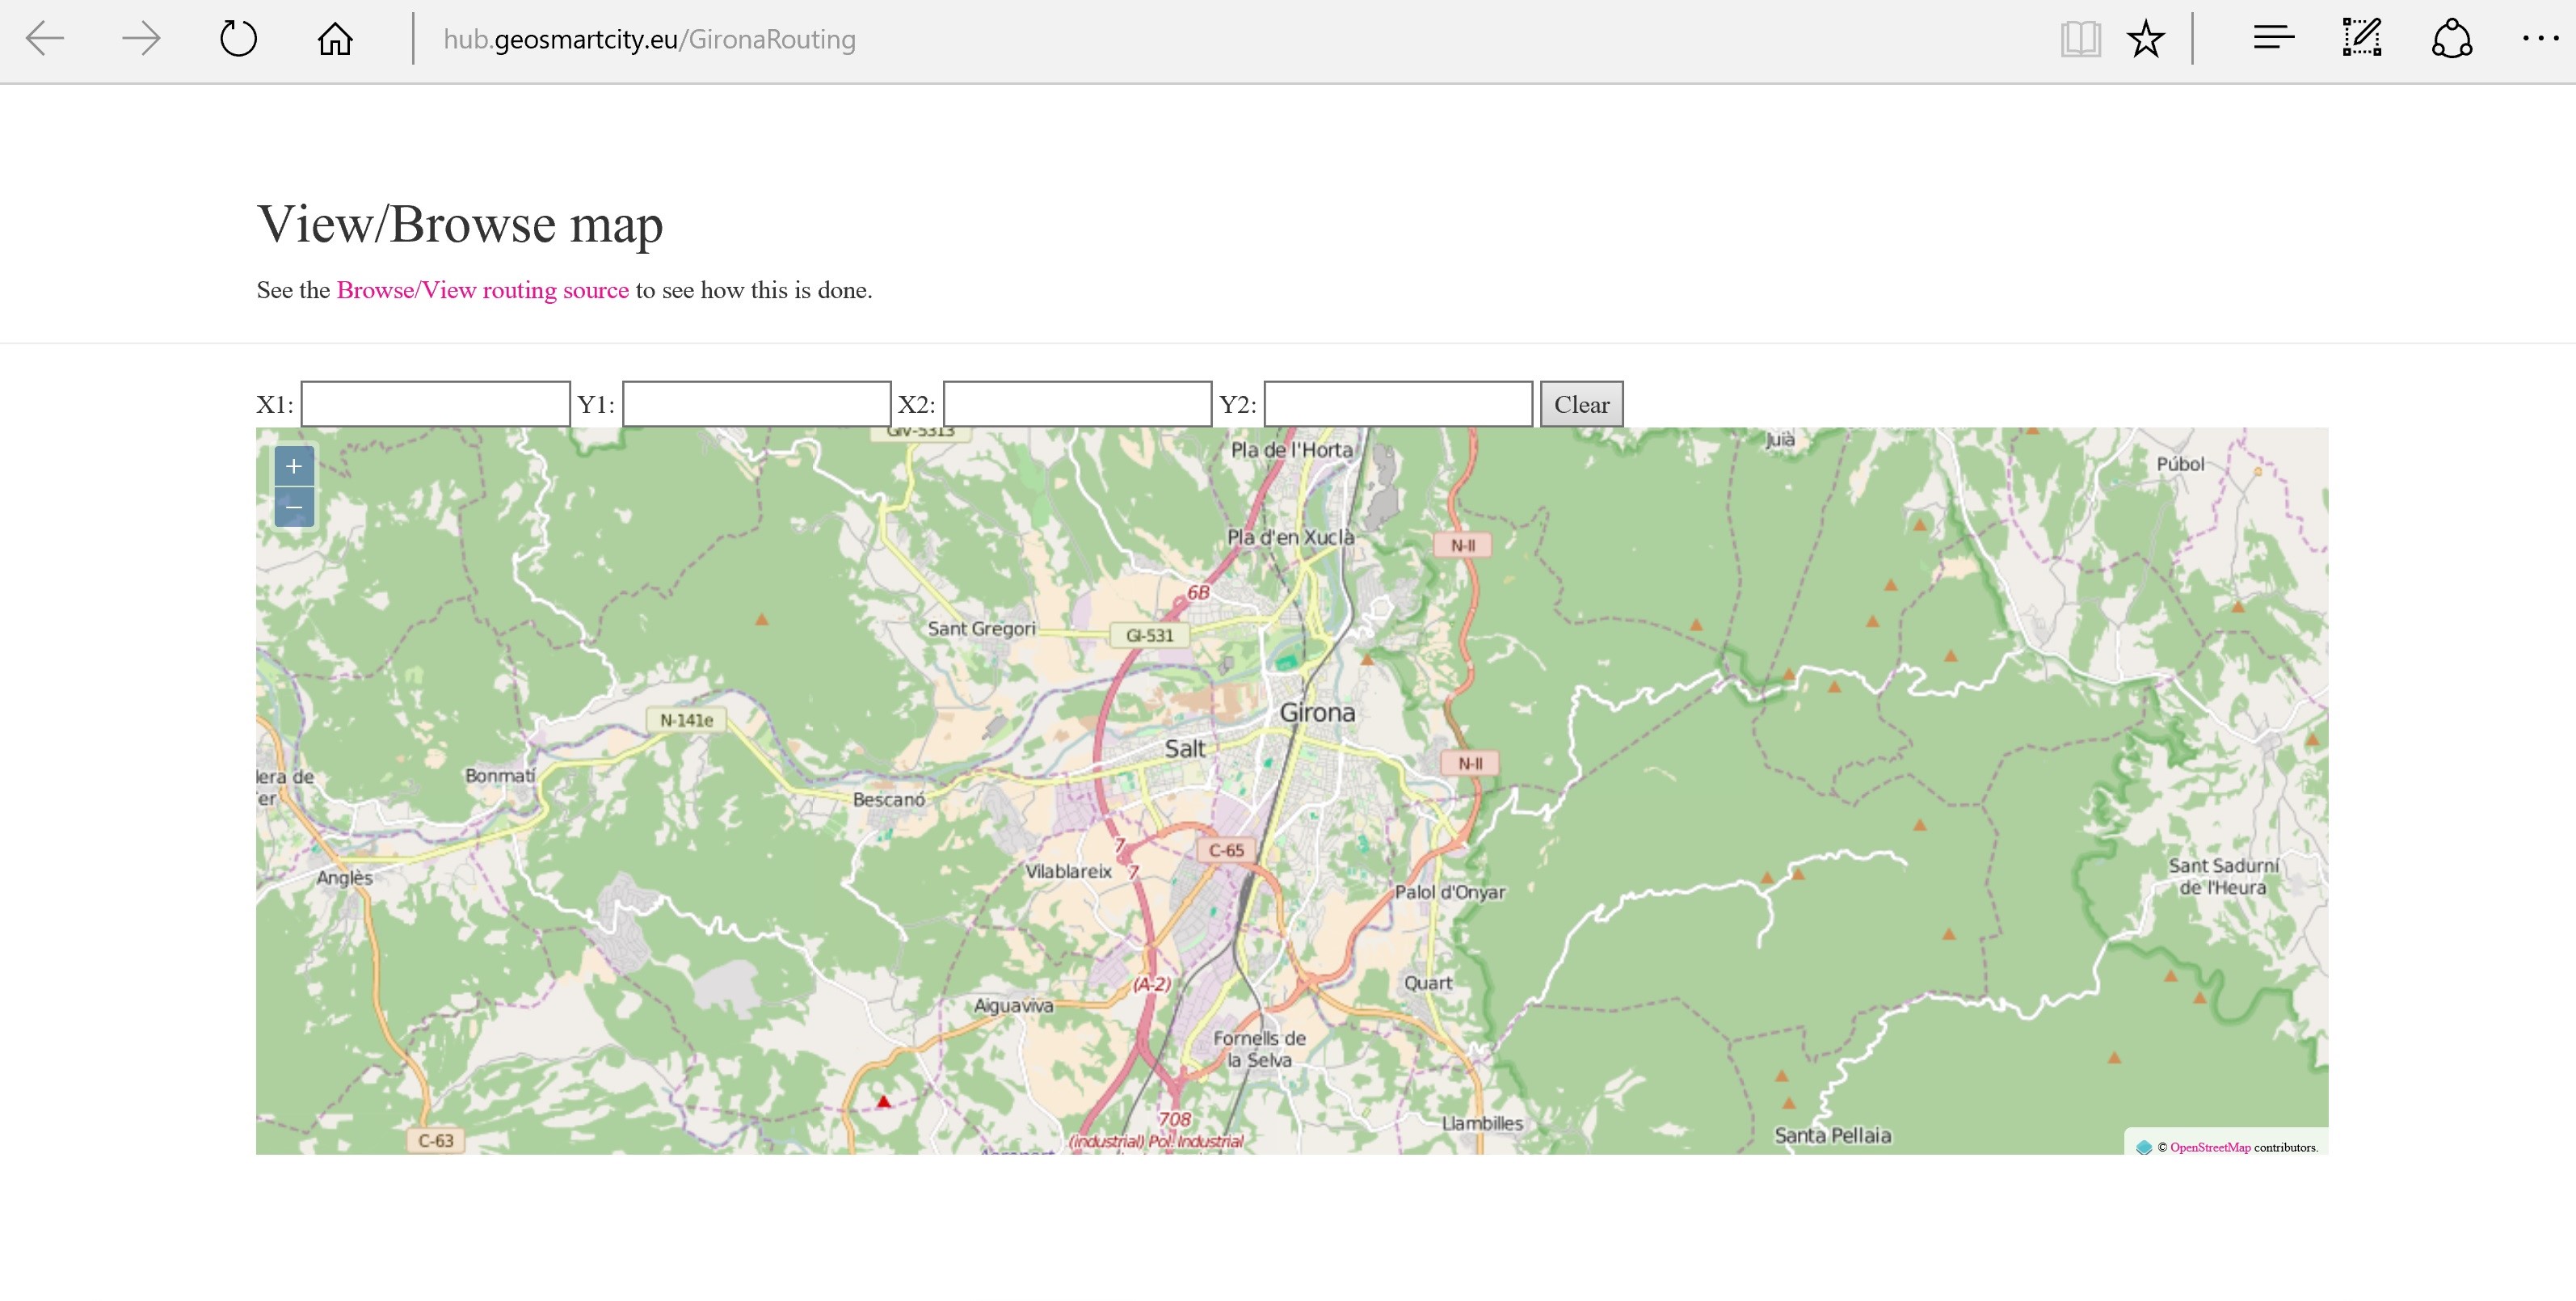 hub.geosmartcity.eu/GironaRouting
View/Browse map
See the Browse/View routing source to see how this is done.
X1: Y1: X2: Y2: Clear
GIV-5313
Pla de l'Horta
Juià
Púbol
+
−
Pla d'en Xuclà
N-II
6B
Sant Gregori
GI-531
N-141e
Girona
Salt
N-II
lera de
er
Bonmatí
Bescanó
7
C-65
7
Vilablareix
Anglès
Palol d'Onyar
Sant Sadurní
de l'Heura
(A-2)
Quart
Aiguaviva
Fornells de
la Selva
708
Llambilles
C-63
(industrial) Pol. Industrial
Santa Pellaia
© OpenStreetMap contributors.